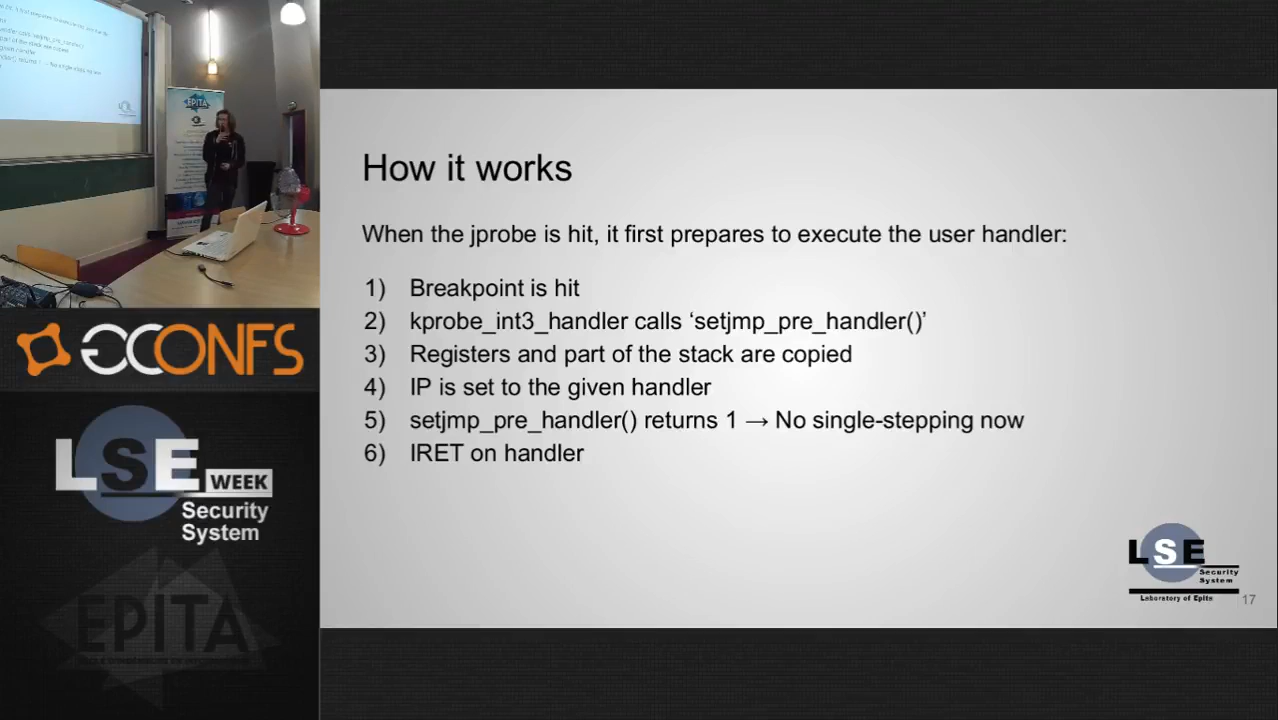 How it works
When the jprobe is hit, it first prepares to execute the user handler:
1) Breakpoint is hit
2) kprobe_int3_handler calls ‘setjmp_pre_handler()’
3) Registers and part of the stack are copied
4) IP is set to the given handler
5) setjmp_pre_handler() returns 1 → No single-stepping now
6) IRET on handler
LSE
Security
System
Laboratory of Epita
17
EPITA
GCONFS
LSE WEEK
Security
System
EPITA